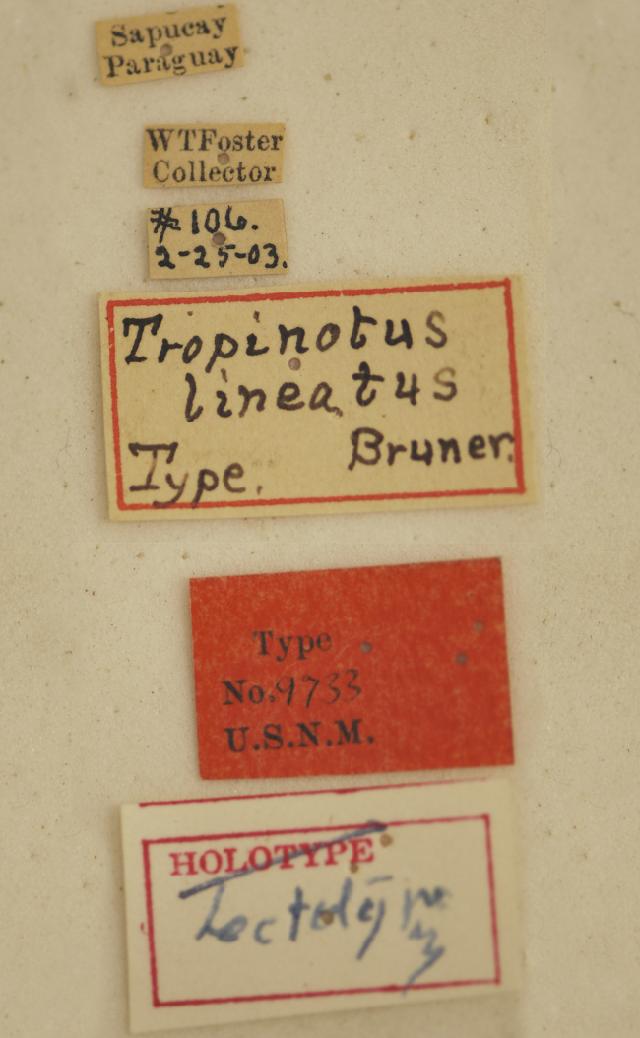 Sapucay
Paraguay
WTFoster
Collector
# 106.
2-25-03.
Tropinotus
lineatus
Type. Bruner.
Type
No. 9733
U.S.N.M.
HOLOTYPE
Lectotype